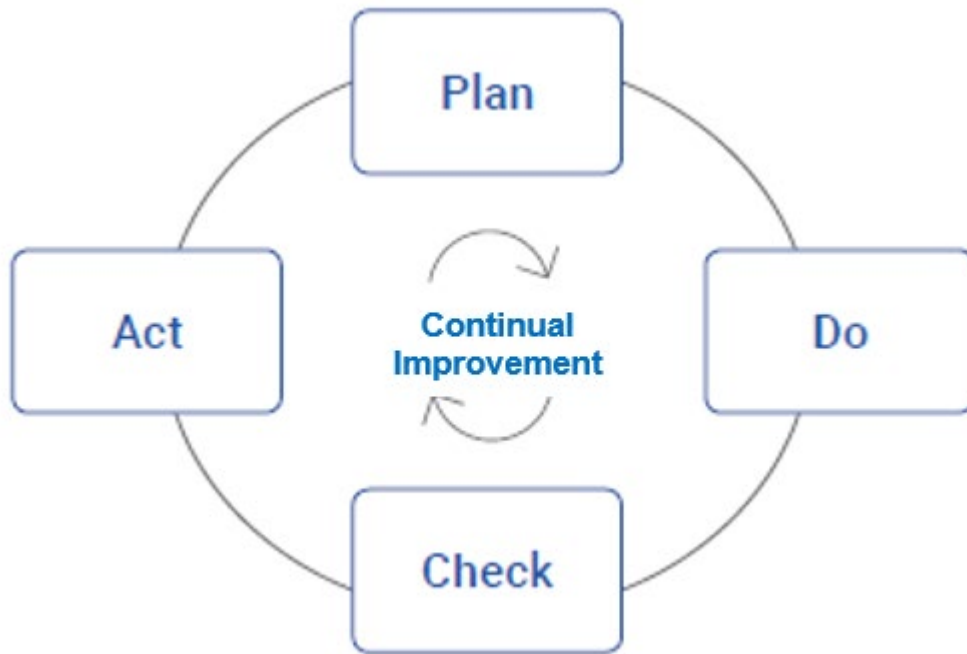 Plan
Act
Continual
Improvement
Do
Check